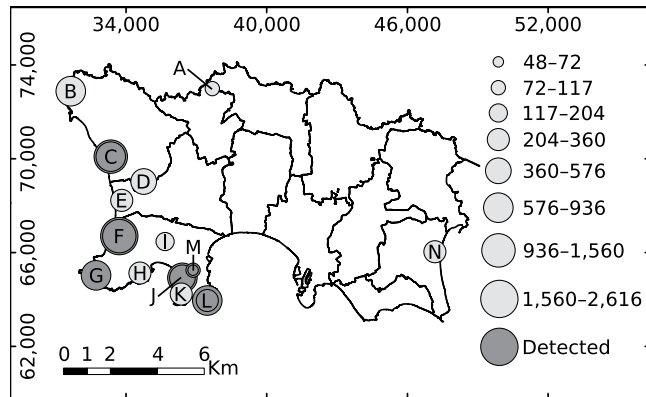 34,000 40,000 46,000 52,000
74,000
70,000
66,000
62,000
A
B
C
D
E
F
G
H
I
M
J
K
L
N
0 1 2 4 6
Km
48–72
72–117
117–204
204–360
360–576
576–936
936–1,560
1,560–2,616
Detected